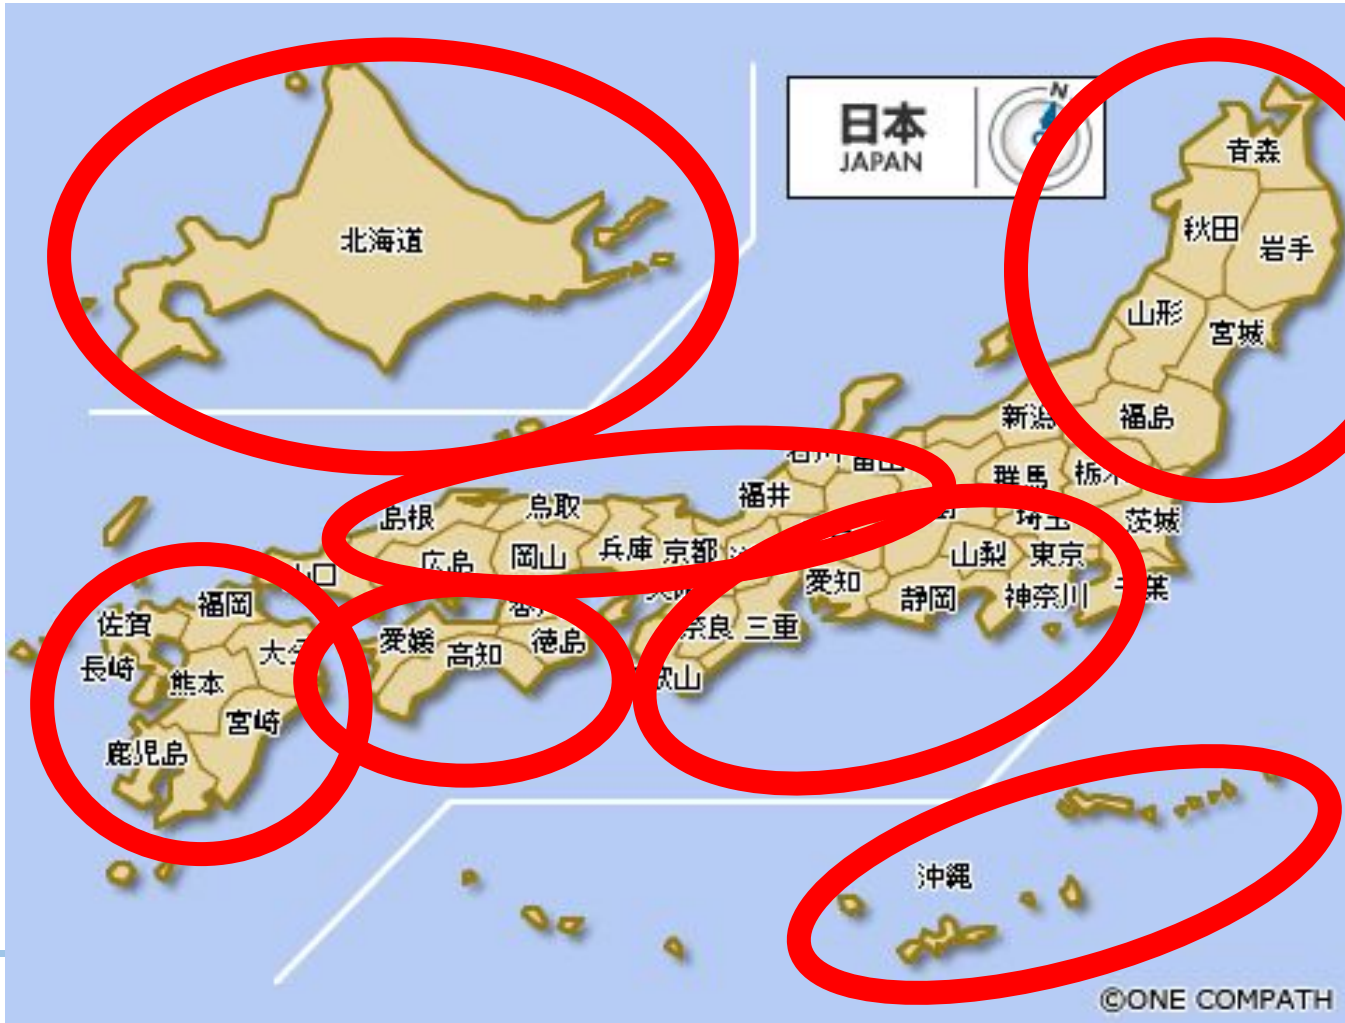 日本
JAPAN
N
北海道
青森
秋田
岩手
山形
宮城
新潟
福島
群馬
栃木
福井
島根
鳥取
埼玉
茨城
広島
岡山
兵庫
京都
山梨
東京
山口
愛知
静岡
神奈川
千葉
福岡
佐賀
大分
愛媛
高知
徳島
奈良
三重
長崎
熊本
宮崎
鹿児島
沖縄
©ONE COMPATH